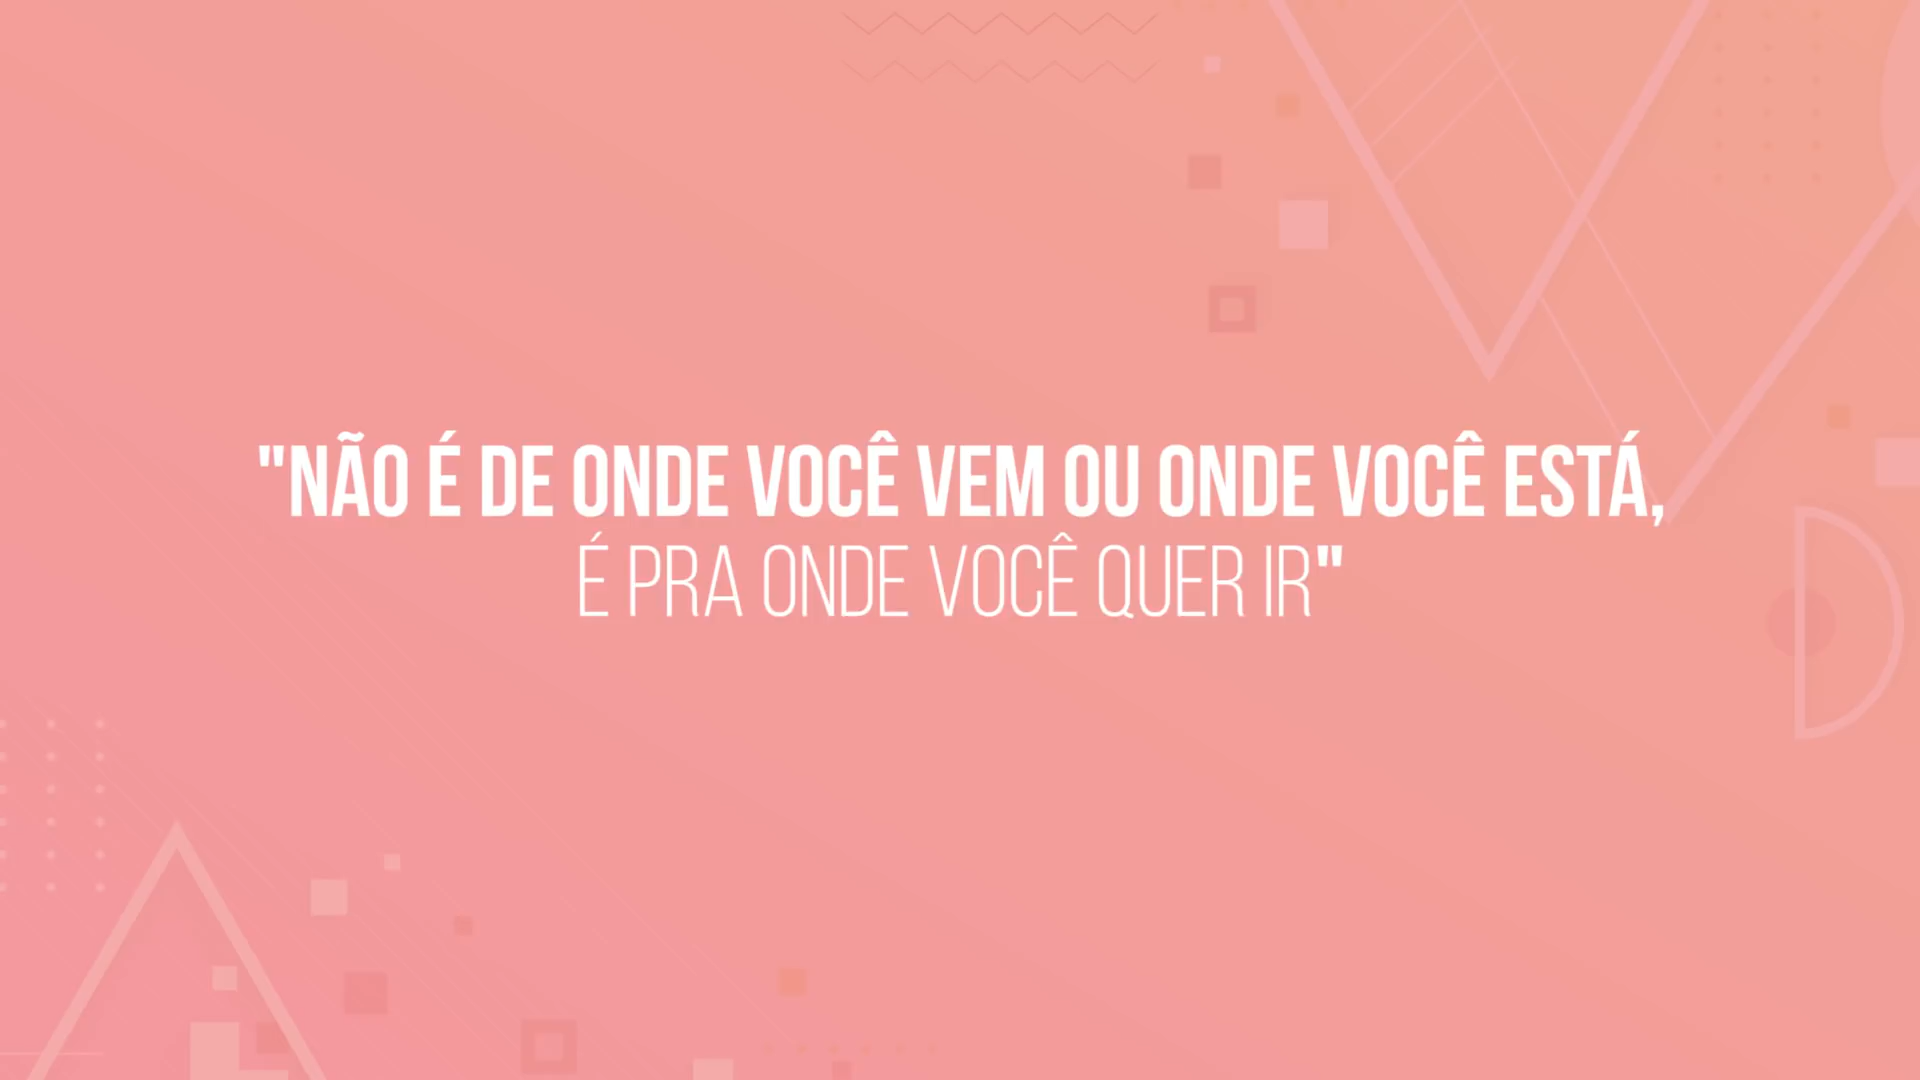 "NÃO É DE ONDE VOCÊ VEM OU ONDE VOCÊ ESTÁ,
É PRA ONDE VOCÊ QUER IR"